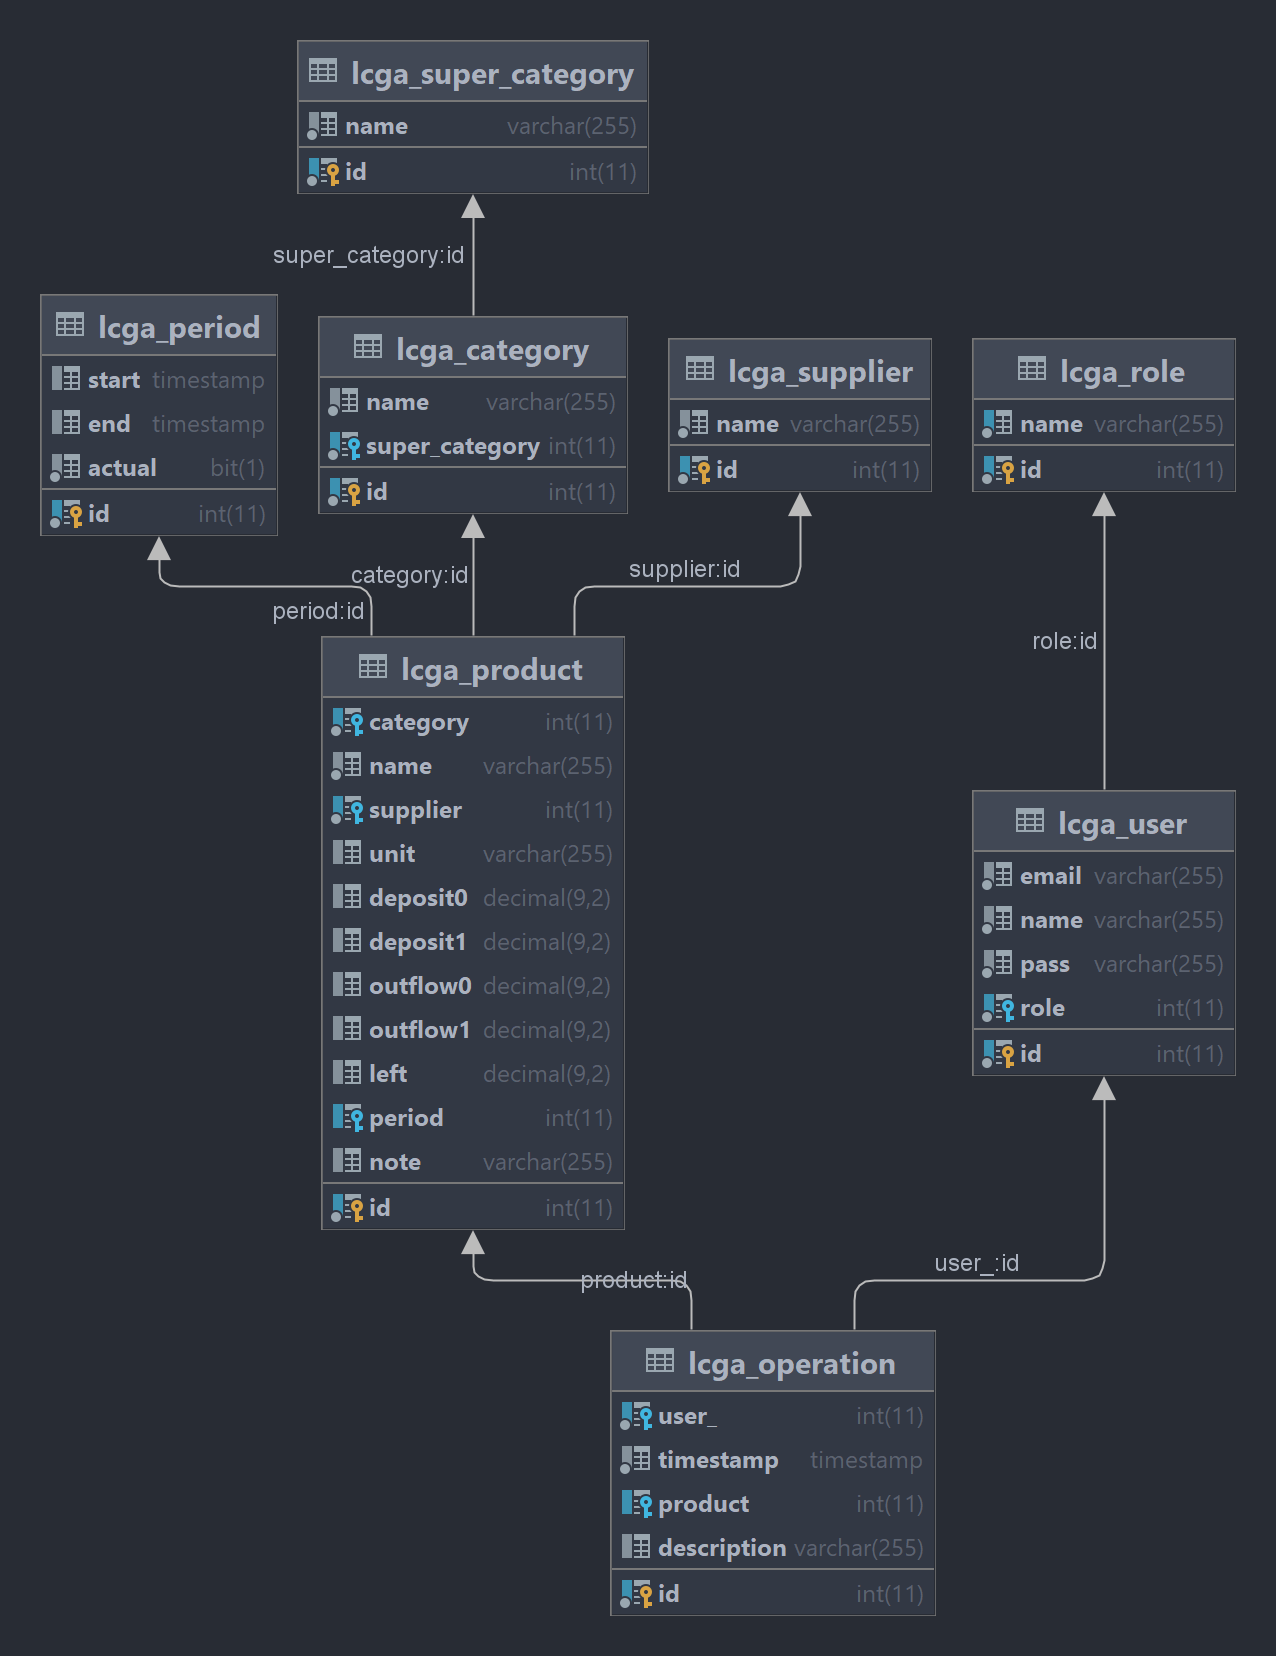 lcga_super_category
name varchar(255)
id int(11)
super_category:id
lcga_period
start timestamp
end timestamp
actual bit(1)
id int(11)
lcga_category
name varchar(255)
super_category int(11)
id int(11)
lcga_supplier
name varchar(255)
id int(11)
lcga_role
name varchar(255)
id int(11)
period:id
category:id
supplier:id
role:id
lcga_product
category int(11)
name varchar(255)
supplier int(11)
unit varchar(255)
deposit0 decimal(9,2)
deposit1 decimal(9,2)
outflow0 decimal(9,2)
outflow1 decimal(9,2)
left decimal(9,2)
period int(11)
note varchar(255)
id int(11)
lcga_user
email varchar(255)
name varchar(255)
pass varchar(255)
role int(11)
id int(11)
product:id
user_:id
lcga_operation
user_ int(11)
timestamp timestamp
product int(11)
description varchar(255)
id int(11)